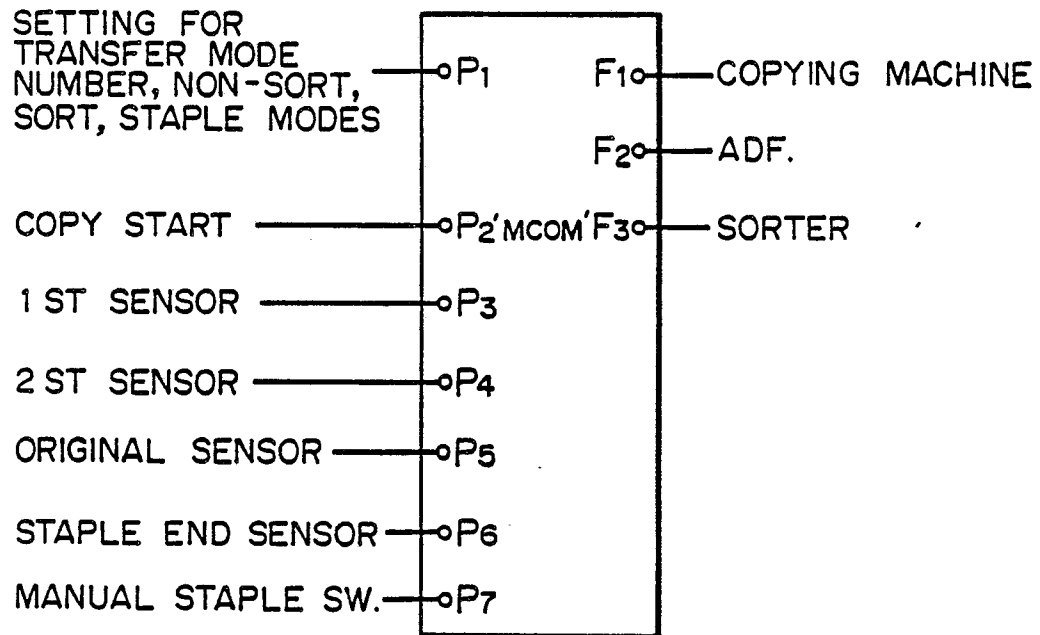 SETTING FOR
TRANSFER MODE
NUMBER, NON-SORT,
SORT, STAPLE MODES
P1
F1
COPYING MACHINE
F2
ADF.
COPY START
P2
'MCOM'
F3
SORTER
1 ST SENSOR
P3
2 ST SENSOR
P4
ORIGINAL SENSOR
P5
STAPLE END SENSOR
P6
MANUAL STAPLE SW.
P7